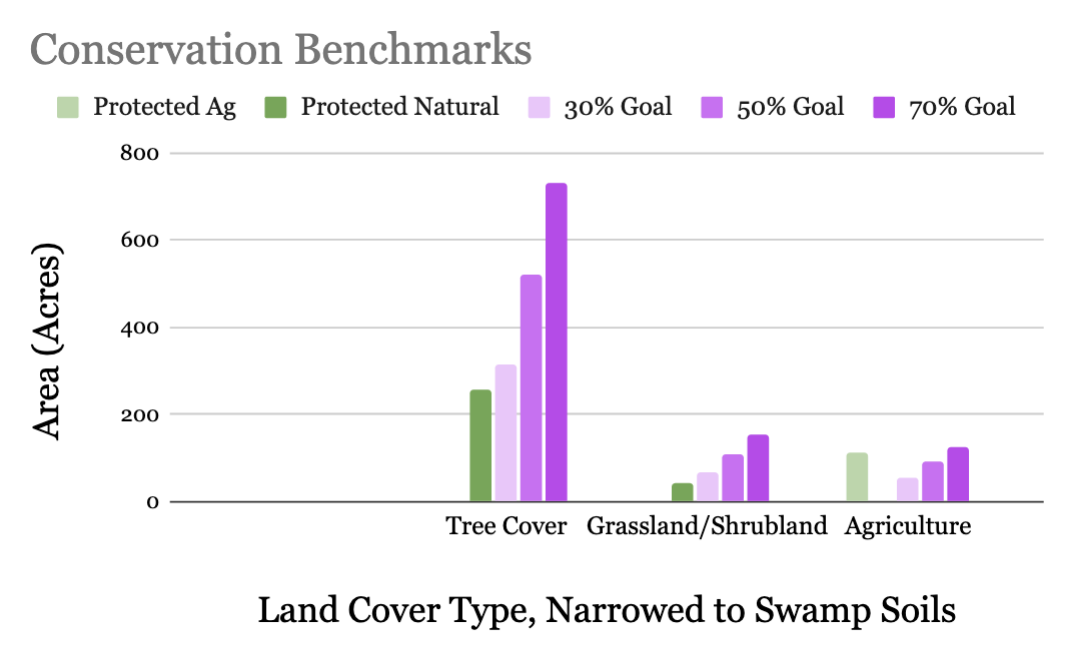 Conservation Benchmarks
Protected Ag Protected Natural 30% Goal 50% Goal 70% Goal
800
600
400
200
0
Area (Acres)
Tree Cover Grassland/Shrubland Agriculture
Land Cover Type, Narrowed to Swamp Soils